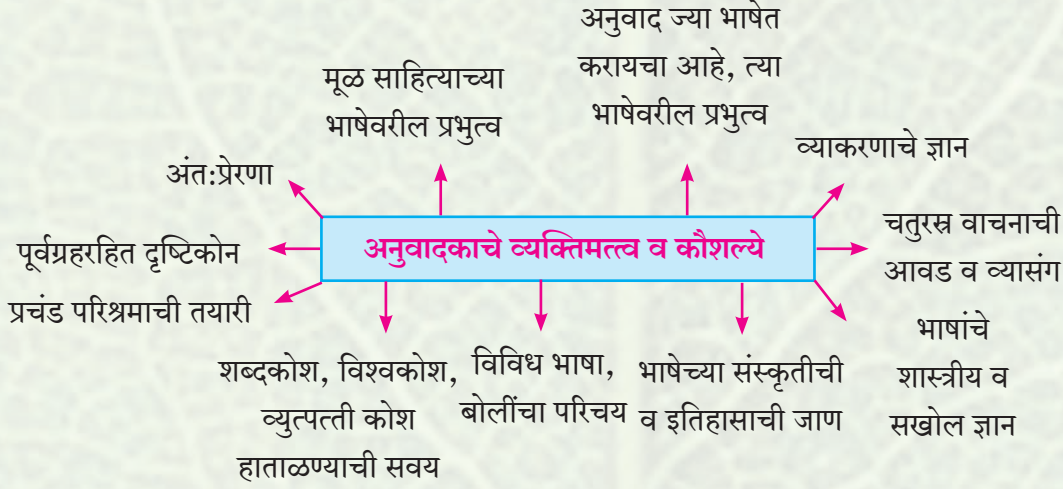 अनुवाद ज्या भाषेत
करायचा आहे, त्या
भाषेवरील प्रभुत्व
मूळ साहित्याच्या
भाषेवरील प्रभुत्व
व्याकरणाचे ज्ञान
अंत:प्रेरणा
चतुरस्र वाचनाची
आवड व व्यासंग
अनुवादकाचे व्यक्तिमत्त्व व कौशल्ये
पूर्वग्रहरहित दृष्टिकोन
प्रचंड परिश्रमाची तयारी
भाषांचे
शास्त्रीय व
सखोल ज्ञान
शब्दकोश, विश्वकोश,
व्युत्पत्ती कोश
हाताळण्याची सवय
विविध भाषा,
बोलींचा परिचय
भाषेच्या संस्कृतीची
व इतिहासाची जाण